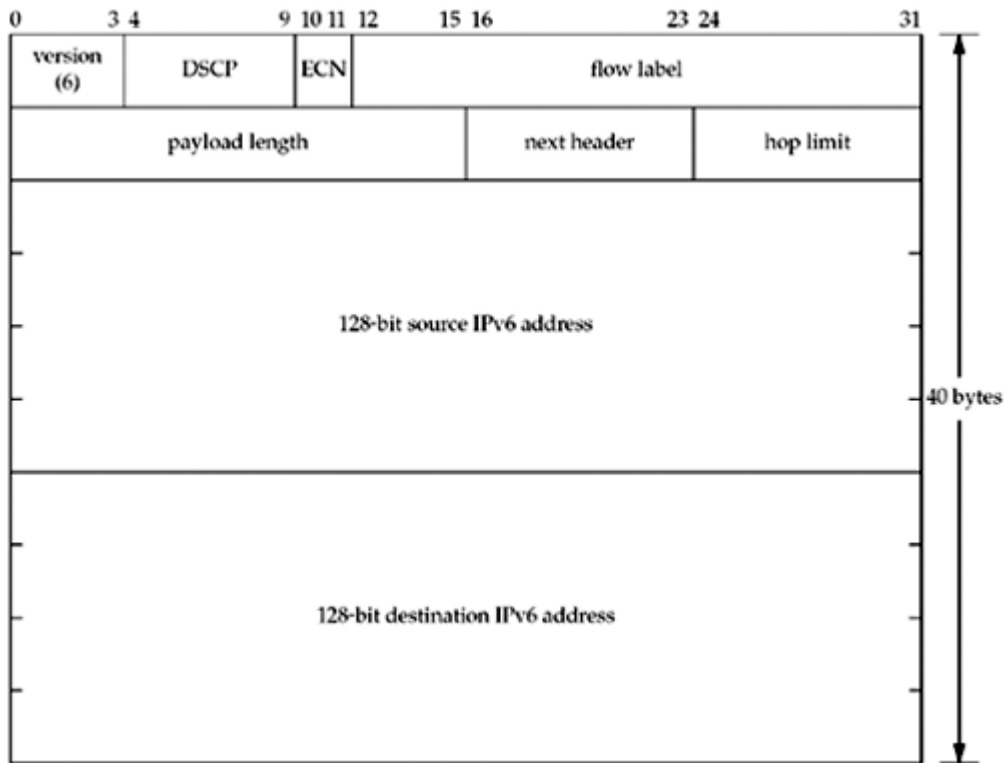 0 3 4 9 10 11 12 15 16 23 24 31
version
(6)
DSCP
ECN
flow label
payload length
next header
hop limit
128-bit source IPv6 address
40 bytes
128-bit destination IPv6 address